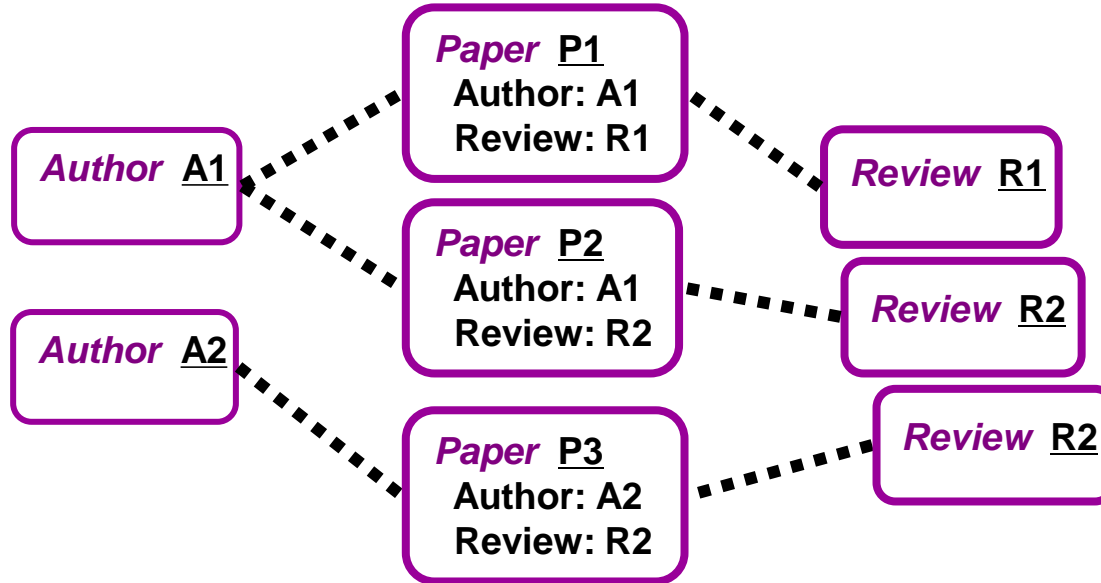 Author A1
Author A2
Paper P1
Author: A1
Review: R1
Paper P2
Author: A1
Review: R2
Paper P3
Author: A2
Review: R2
Review R1
Review R2
Review R2